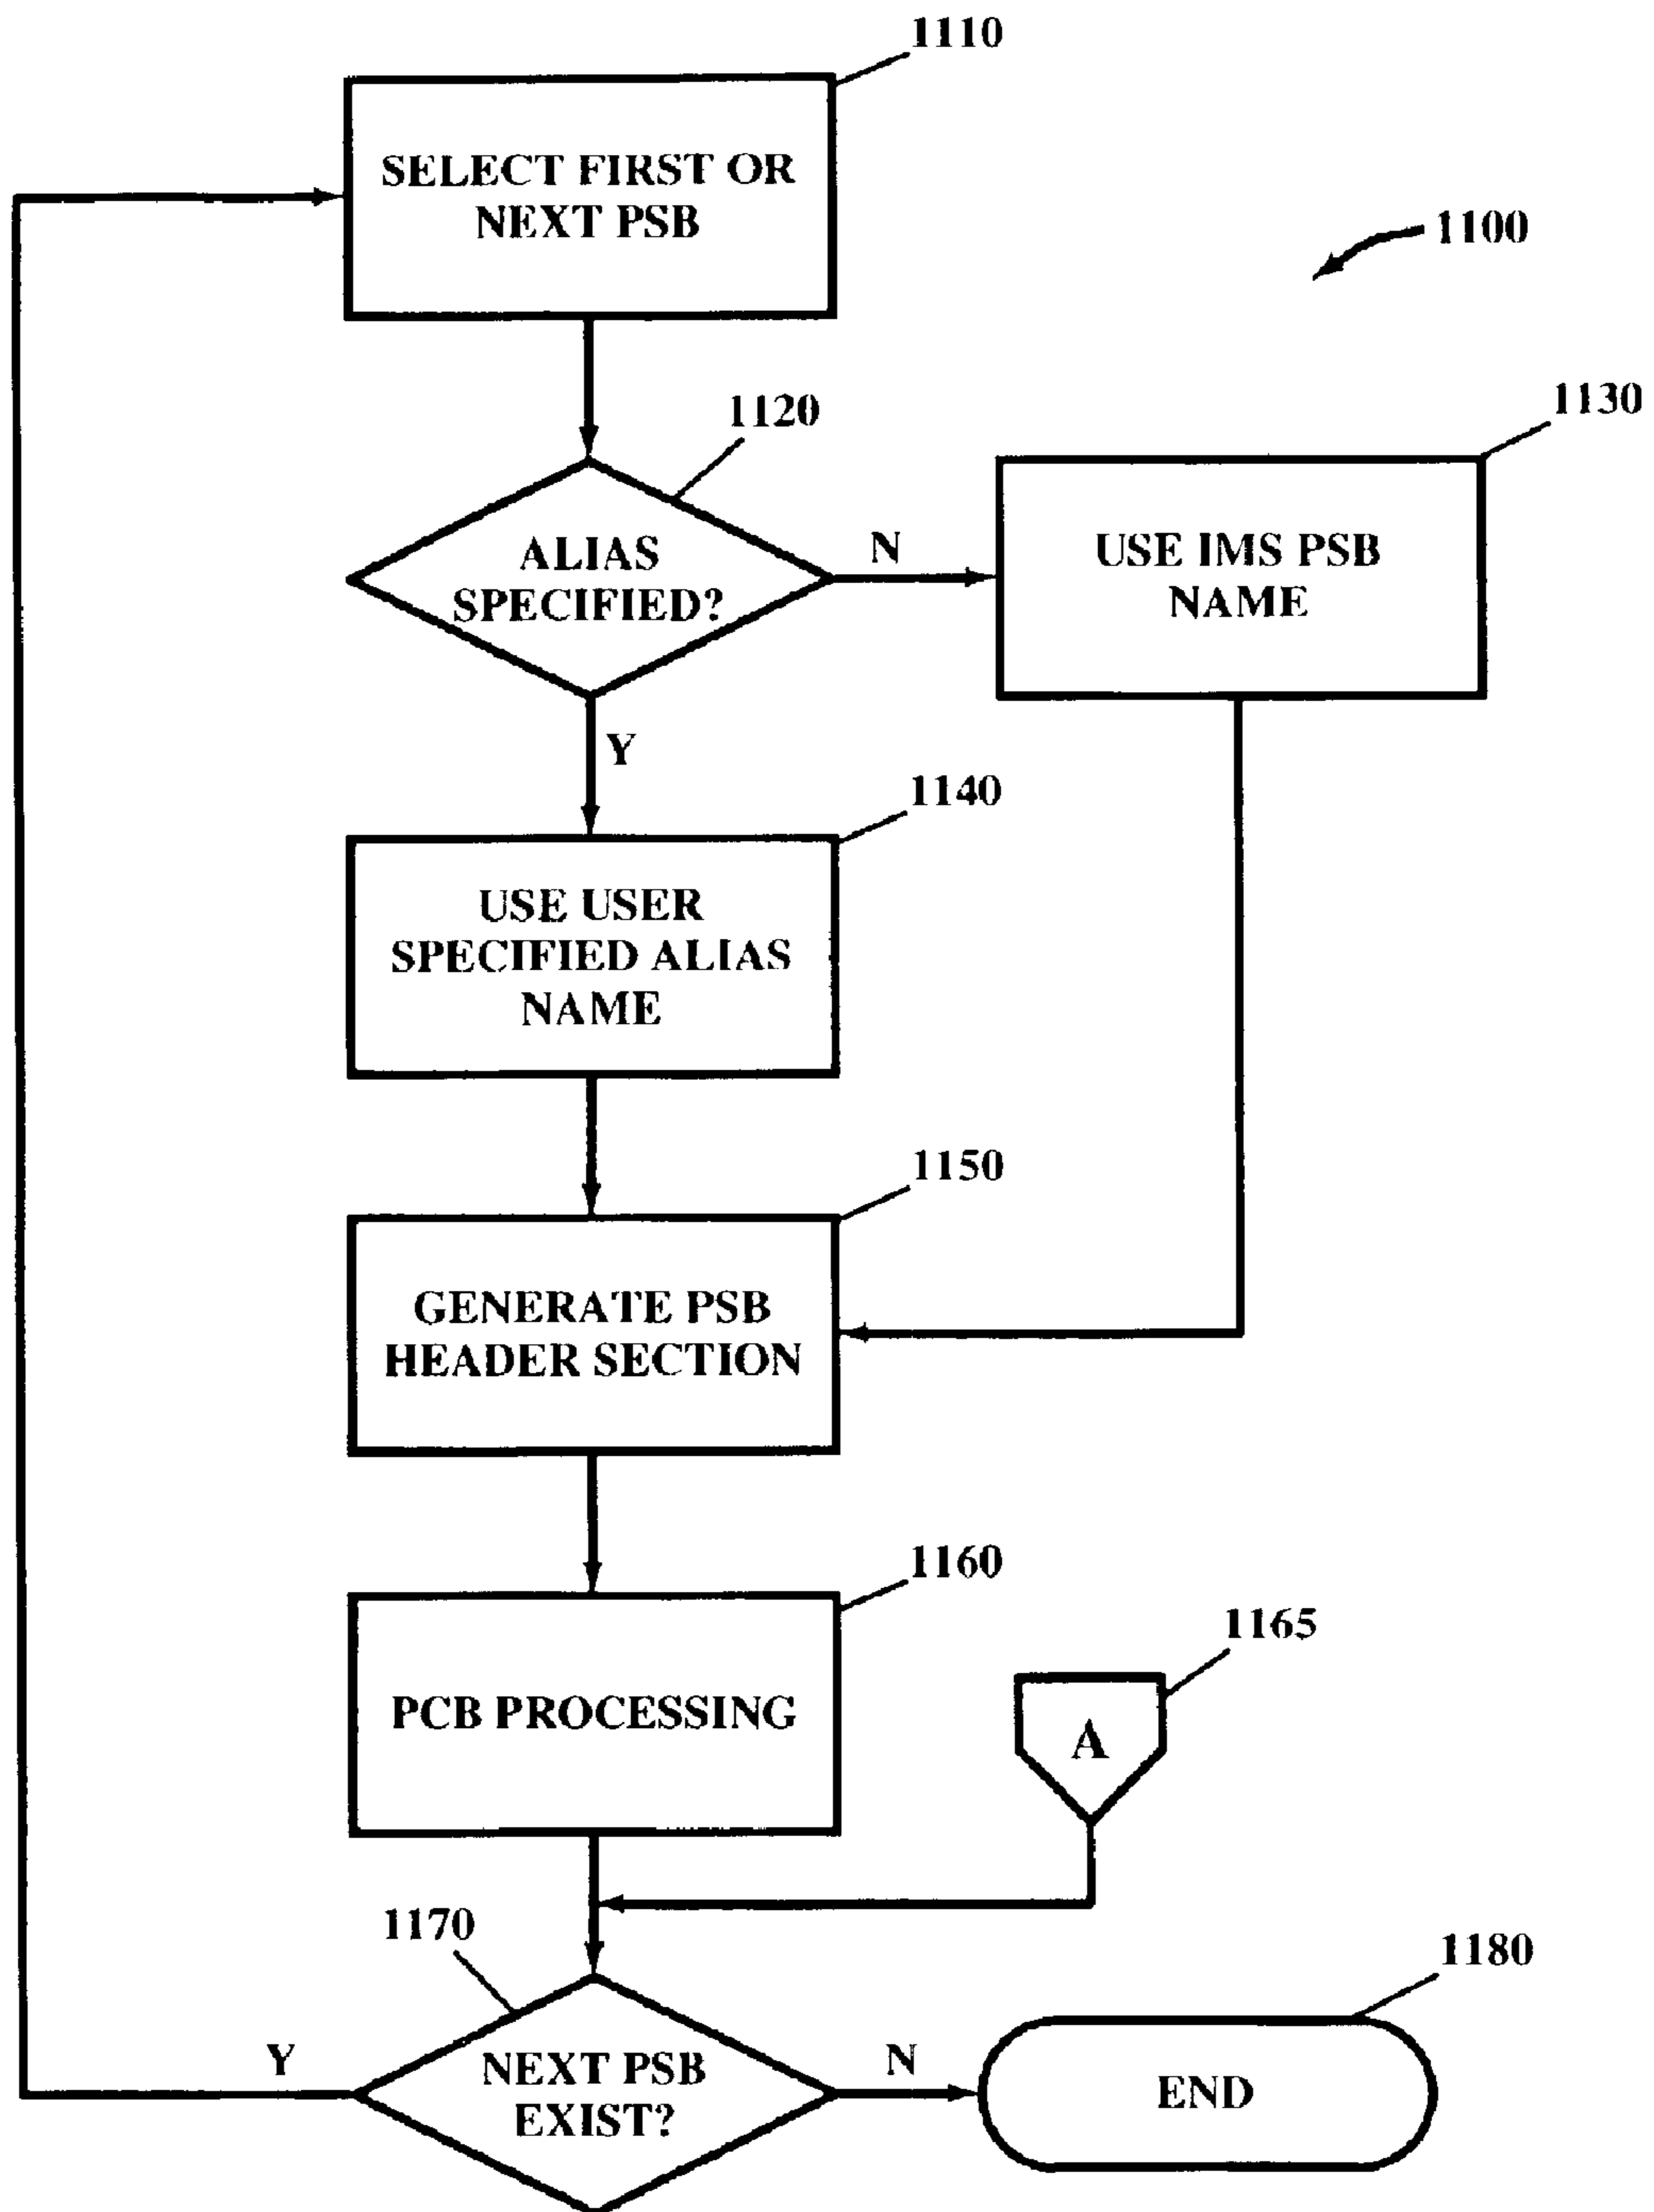 1110
SELECT FIRST OR
NEXT PSB
1100
1120
1130
ALIAS
SPECIFIED?
N
USE IMS PSB
NAME
Y
1140
USE USER
SPECIFIED ALIAS
NAME
1150
GENERATE PSB
HEADER SECTION
1160
PCB PROCESSING
1165
A
1170
1180
Y
NEXT PSB
EXIST?
N
END